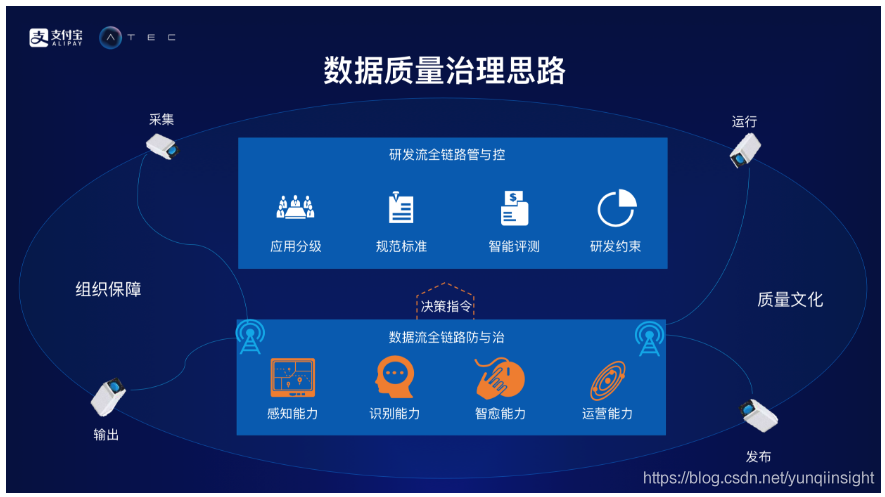 支付宝
ALIPAY
ATEC
数据质量治理思路
采集
运行
研发流全链路管与控
应用分级
规范标准
智能评测
研发约束
组织保障
质量文化
决策指令
数据流全链路防与治
感知能力
识别能力
智愈能力
运营能力
输出
发布
https://blog.csdn.net/yunqiinsight